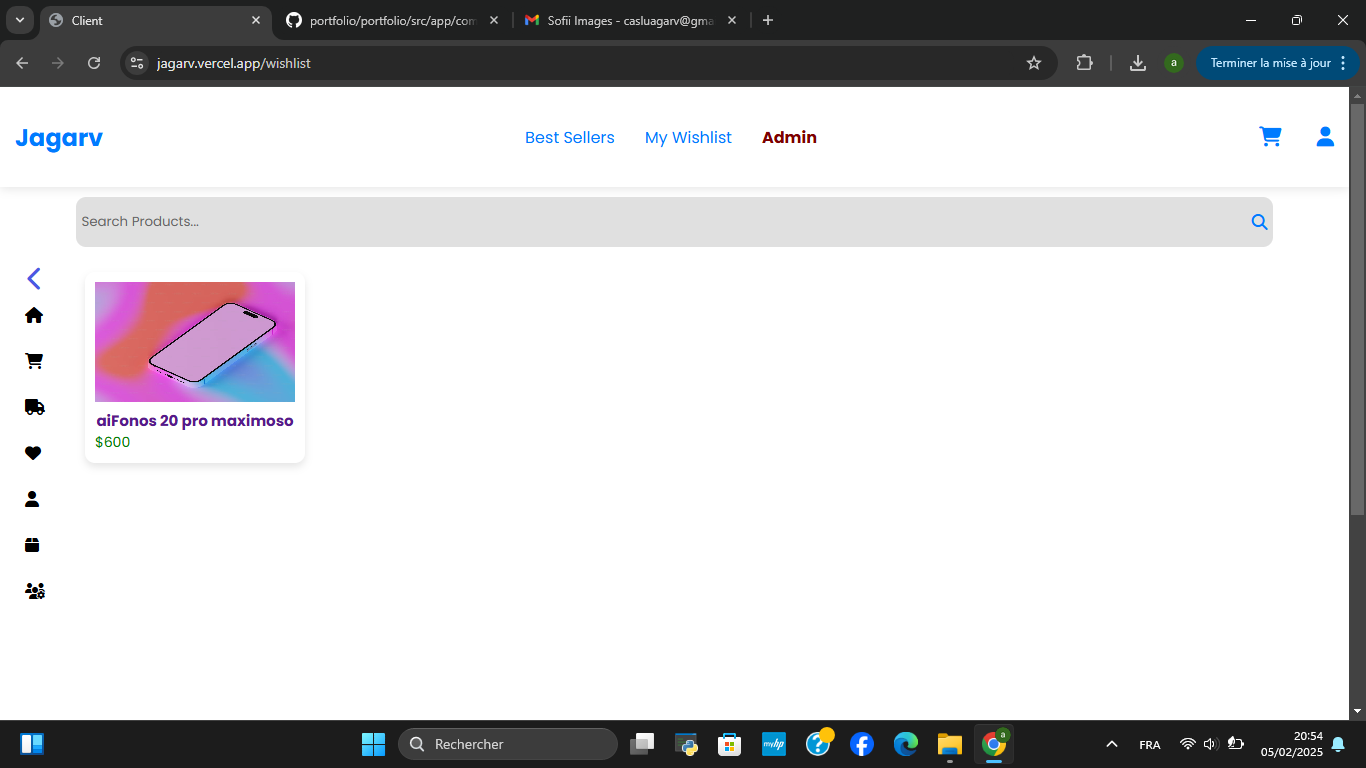 Client
portfolio/portfolio/src/app/com
Sofii Images - casluagarv@gma
jagarv.vercel.app/wishlist
a
Terminer la mise à jour
Jagarv
Best Sellers
My Wishlist
Admin
Search Products...
aiFonos 20 pro maximoso
$600
Rechercher
myhp
a
FRA
20:54
05/02/2025